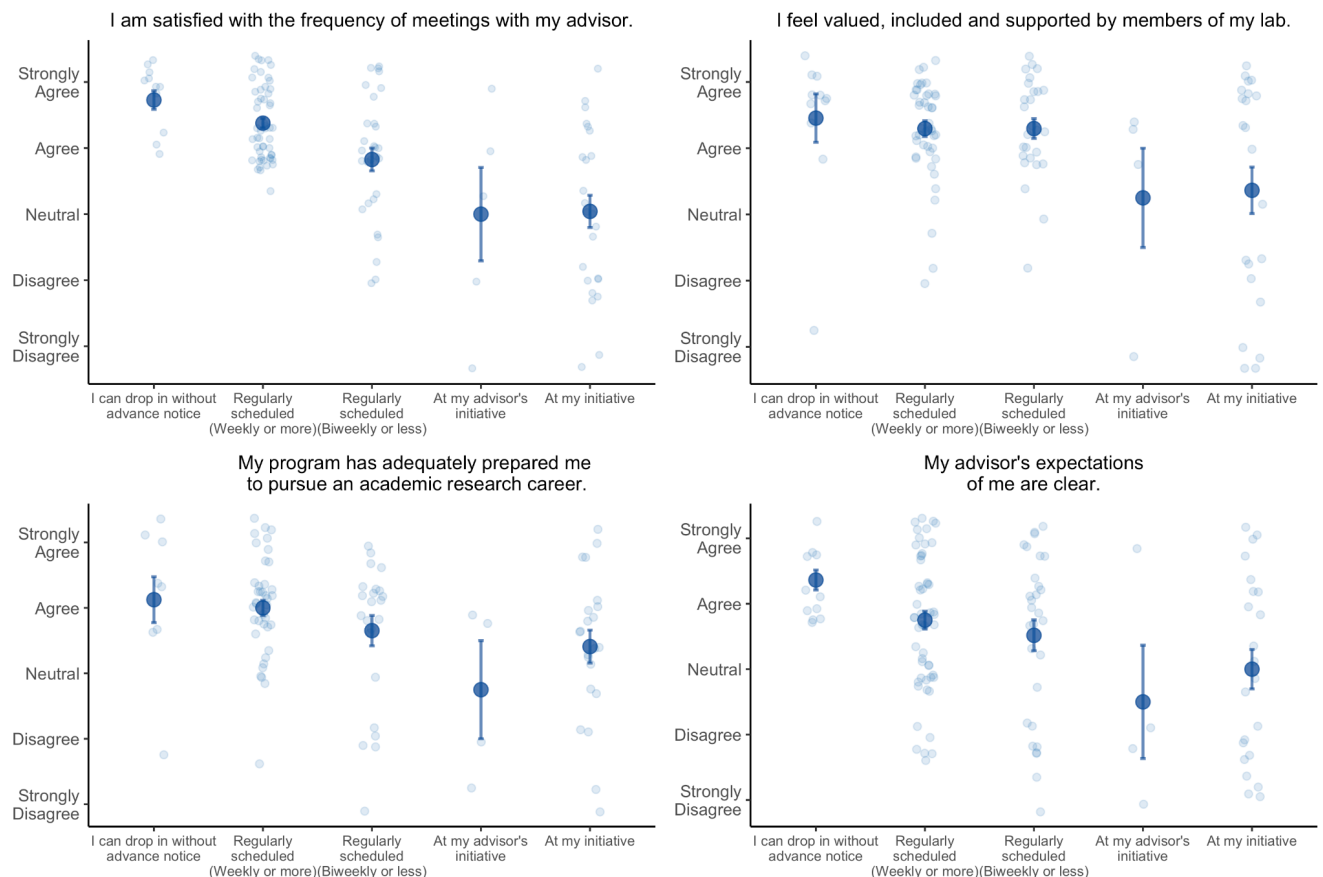 I am satisfied with the frequency of meetings with my advisor.
Strongly
Agree
Agree
Neutral
Disagree
Strongly
Disagree
I can drop in without
advance notice
Regularly
scheduled
(Weekly or more)
Regularly
scheduled
(Biweekly or less)
At my advisor's
initiative
At my initiative
I feel valued, included and supported by members of my lab.
Strongly
Agree
Agree
Neutral
Disagree
Strongly
Disagree
I can drop in without
advance notice
Regularly
scheduled
(Weekly or more)
Regularly
scheduled
(Biweekly or less)
At my advisor's
initiative
At my initiative
My program has adequately prepared me
to pursue an academic research career.
Strongly
Agree
Agree
Neutral
Disagree
Strongly
Disagree
I can drop in without
advance notice
Regularly
scheduled
(Weekly or more)
Regularly
scheduled
(Biweekly or less)
At my advisor's
initiative
At my initiative
My advisor's expectations
of me are clear.
Strongly
Agree
Agree
Neutral
Disagree
Strongly
Disagree
I can drop in without
advance notice
Regularly
scheduled
(Weekly or more)
Regularly
scheduled
(Biweekly or less)
At my advisor's
initiative
At my initiative